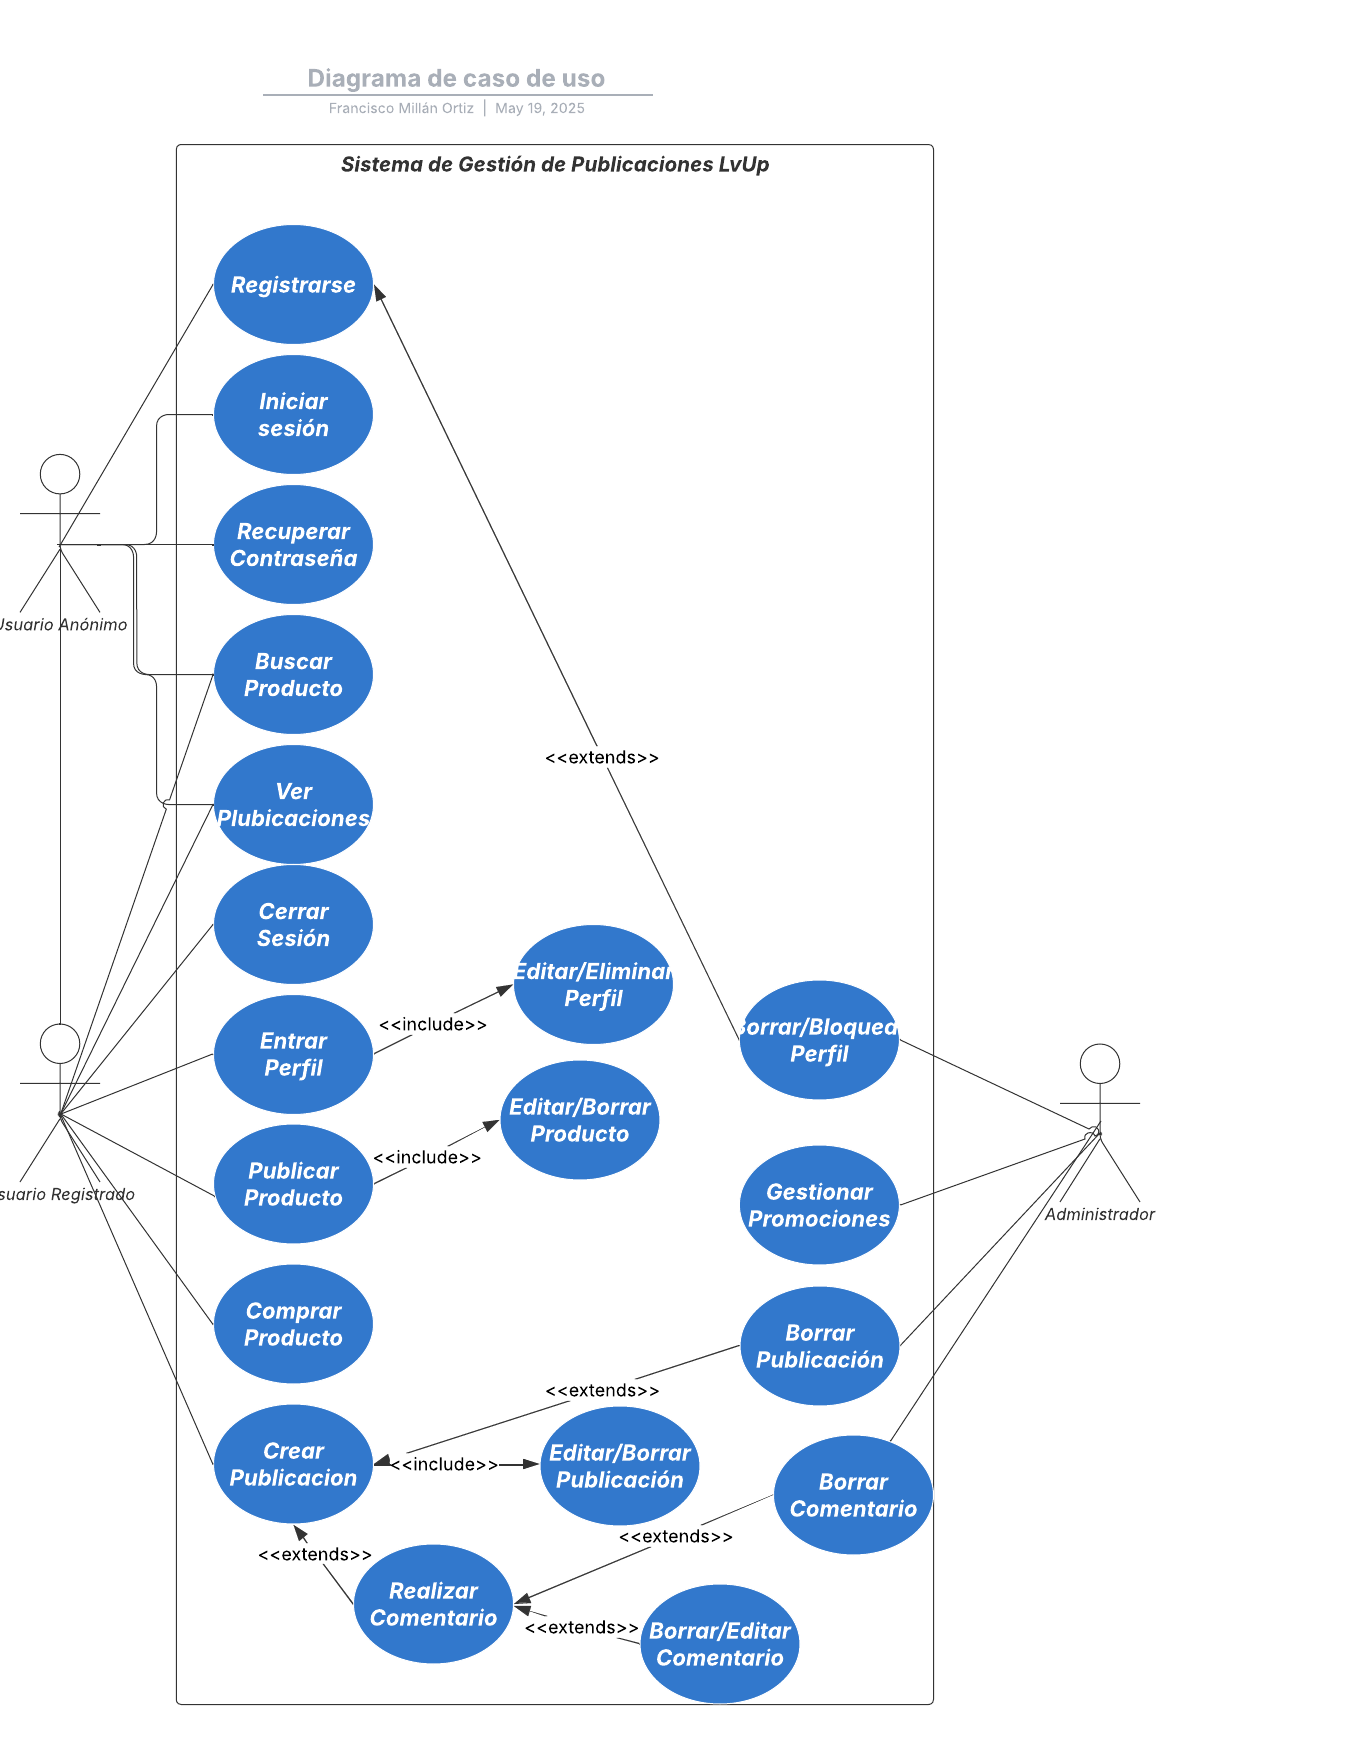 Diagrama de caso de uso
Francisco Millán Ortiz | May 19, 2025
Sistema de Gestión de Publicaciones LvUp
Registrarse
Iniciar
sesión
Recuperar
Contraseña
Usuario Anónimo
Buscar
Producto
<<extends>>
Ver
Plubicaciones
Cerrar
Sesión
Editar/Eliminar
Perfil
<<include>>
Entrar
Perfil
Borrar/Bloquear
Perfil
Editar/Borrar
Producto
<<include>>
Publicar
Producto
Usuario Registrado
Gestionar
Promociones
Administrador
Comprar
Producto
Borrar
Publicación
<<extends>>
Crear
Publicacion
<<include>>
Editar/Borrar
Publicación
Borrar
Comentario
<<extends>>
<<extends>>
Realizar
Comentario
<<extends>>
Borrar/Editar
Comentario